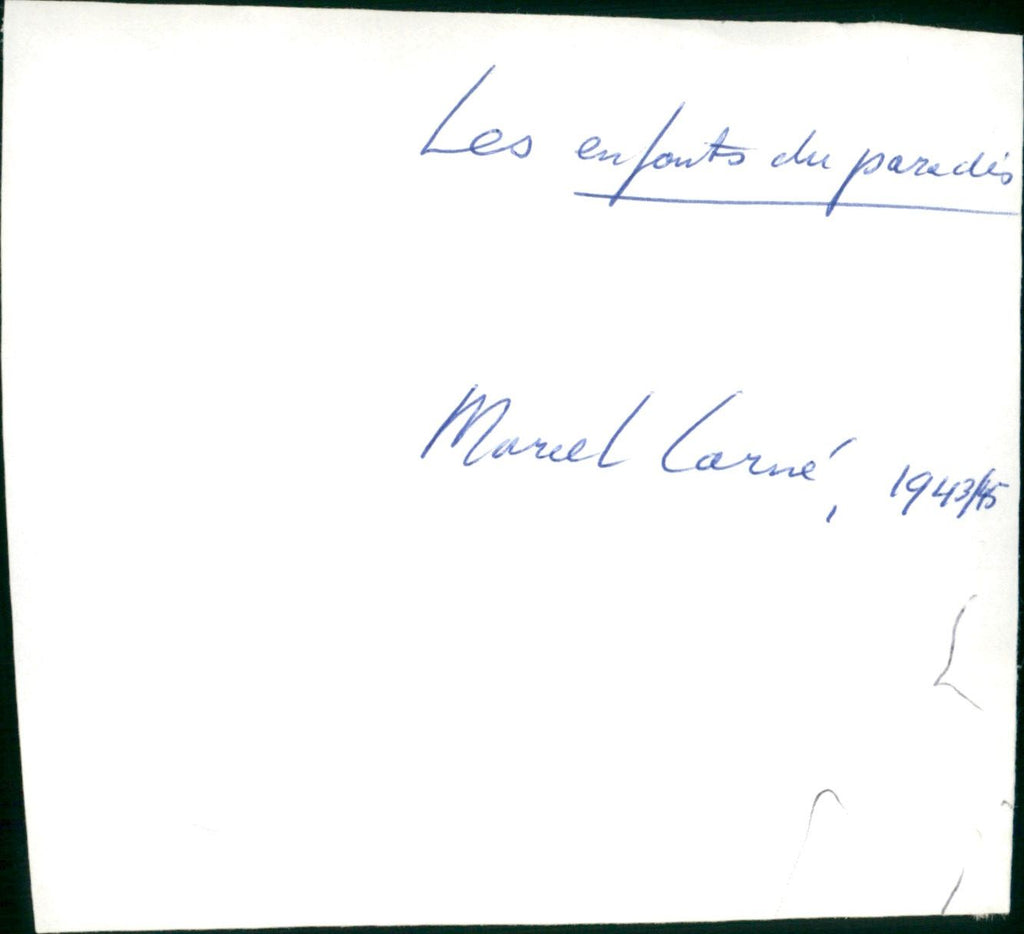 Les enfants du paradis
Marcel Carné, 1943/45